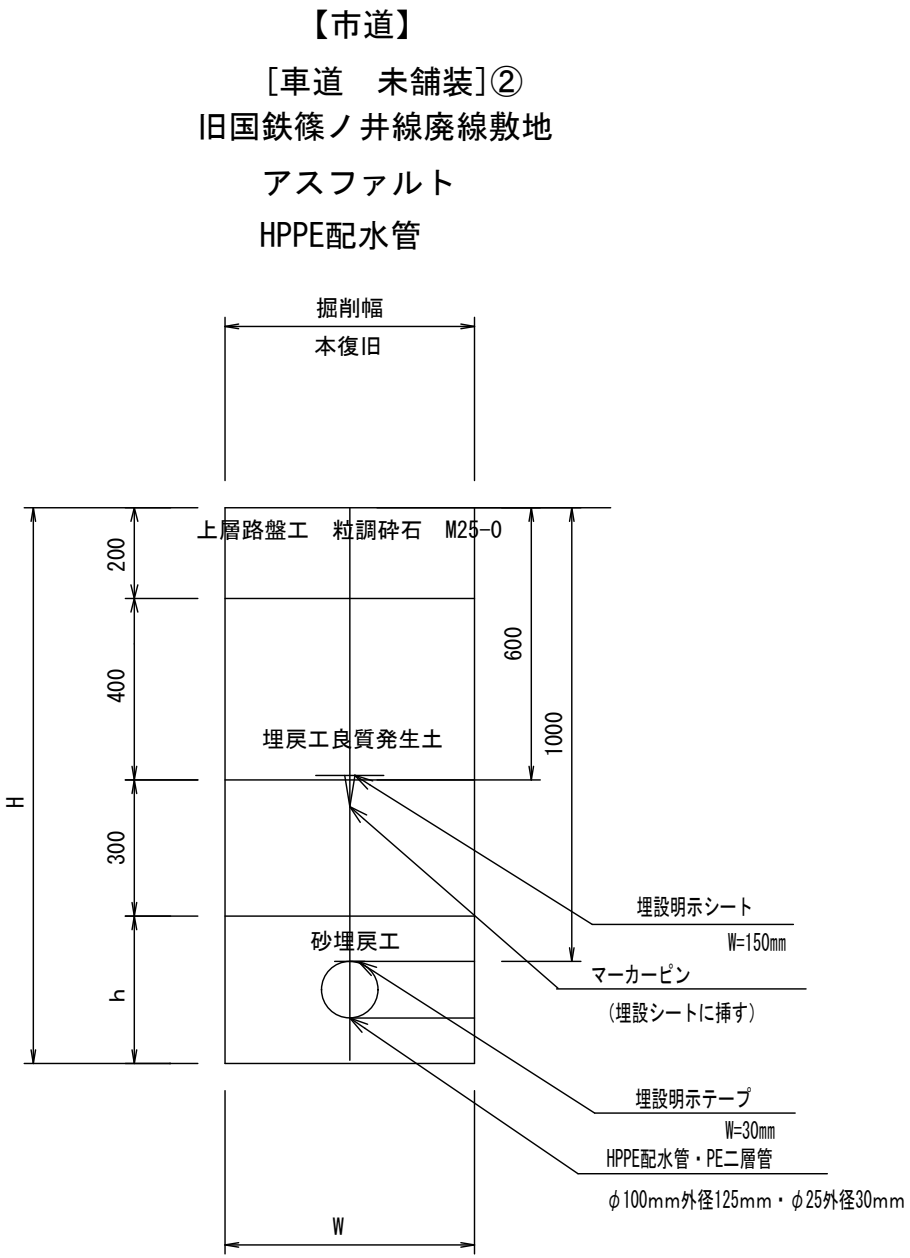 【市道】
[車道　未舗装]②
旧国鉄篠ノ井線廃線敷地
アスファルト
HPPE配水管
掘削幅
本復旧
上層路盤工　粒調砕石　M25-0
200
600
400
1000
埋戻工良質発生土
H
300
埋設明示シート
W=150mm
砂埋戻工
マーカーピン
(埋設シートに挿す)
h
埋設明示テープ
W=30mm
HPPE配水管・PE二層管
φ100mm外径125mm・φ25外径30mm
W